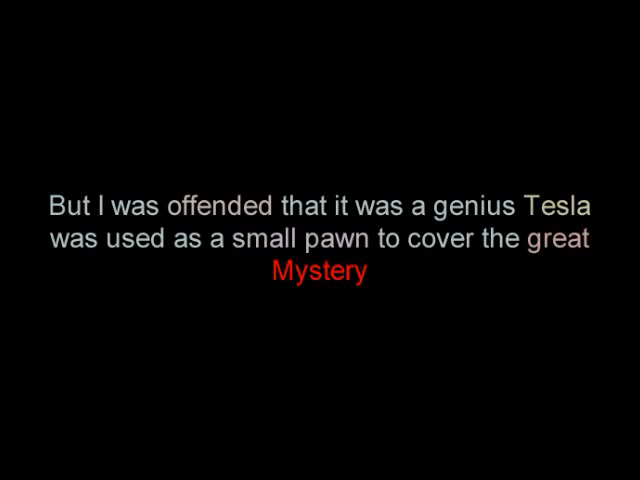 But I was offended that it was a genius Tesla
was used as a small pawn to cover the great
Mystery